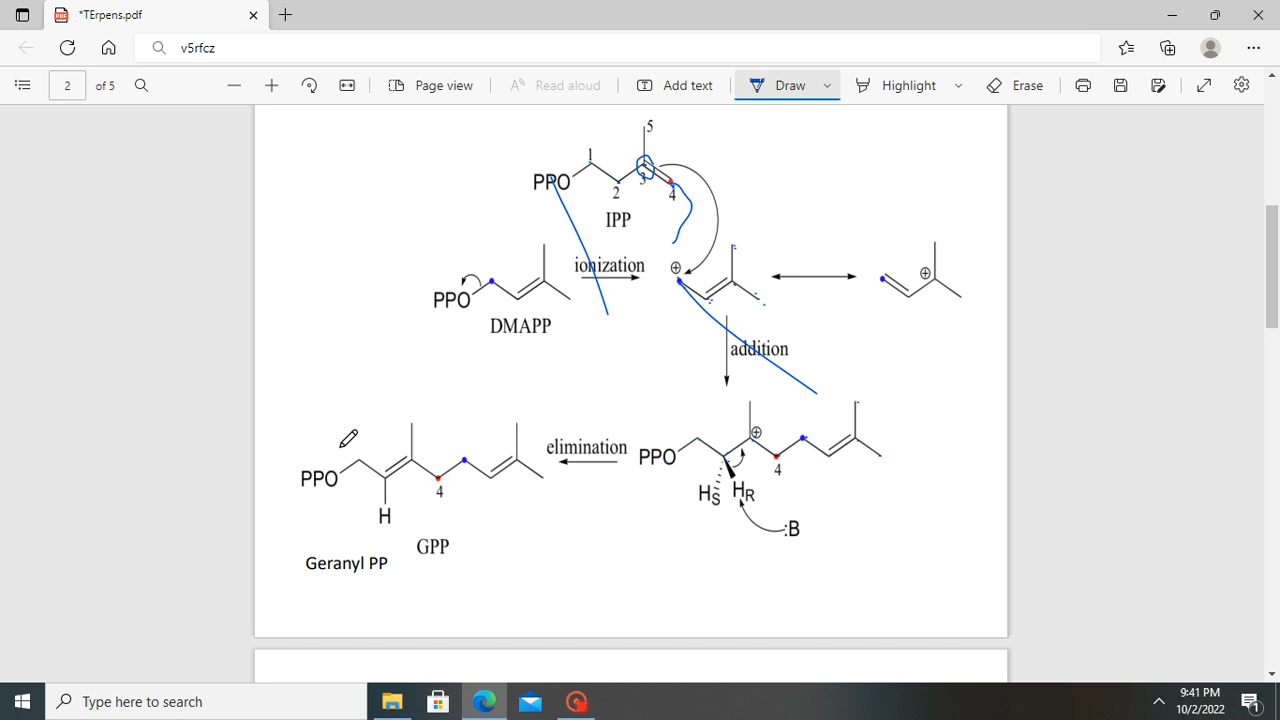 *TErpens.pdf
v5rfcz
2 of 5
Page view
Read aloud
Add text
Draw
Highlight
Erase
5
1
PPO
3
2
4
IPP
ionization
⊕
⊕
PPO
DMAPP
addition
⊕
elimination
PPO
PPO
4
4
HS
HR
H
:B
GPP
Geranyl PP
Type here to search
9:41 PM
10/2/2022
1